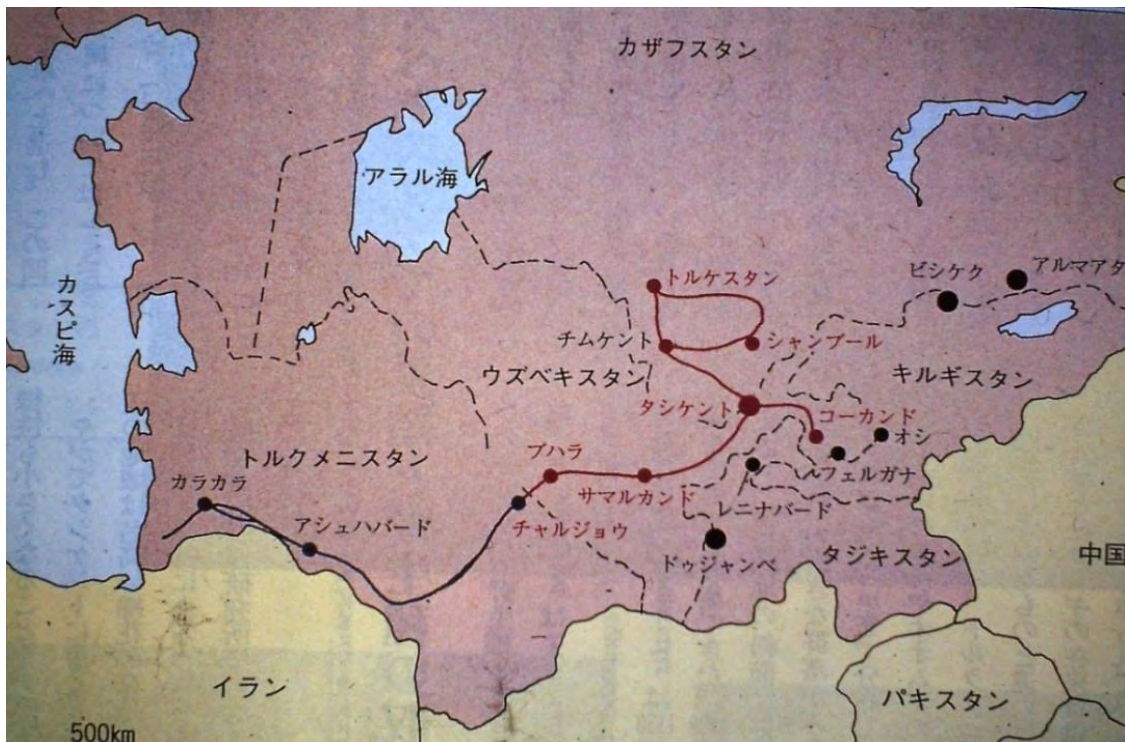 カザフスタン
アラル海
カスピ海
トルケスタン
ビシケク
アルマアタ
チムケント
シャンブール
ウズベキスタン
キルギスタン
タシケント
コーカンド
オシ
ブハラ
フェルガナ
トルクメニスタン
カラカラ
サマルカンド
レニナバード
アシュハバード
チャルジョウ
ドゥジャンベ
タジキスタン
中国
イラン
パキスタン
500km